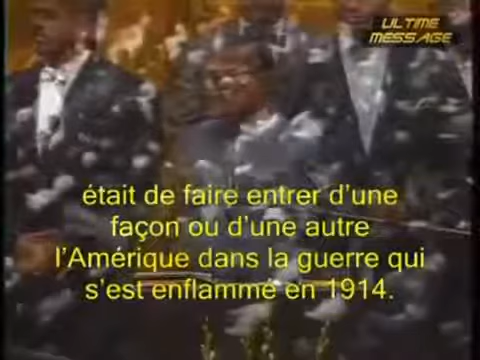 ULTIME
MESSAGE
était de faire entrer d’une
façon ou d’une autre
l’Amérique dans la guerre qui
s’est enflammé en 1914.